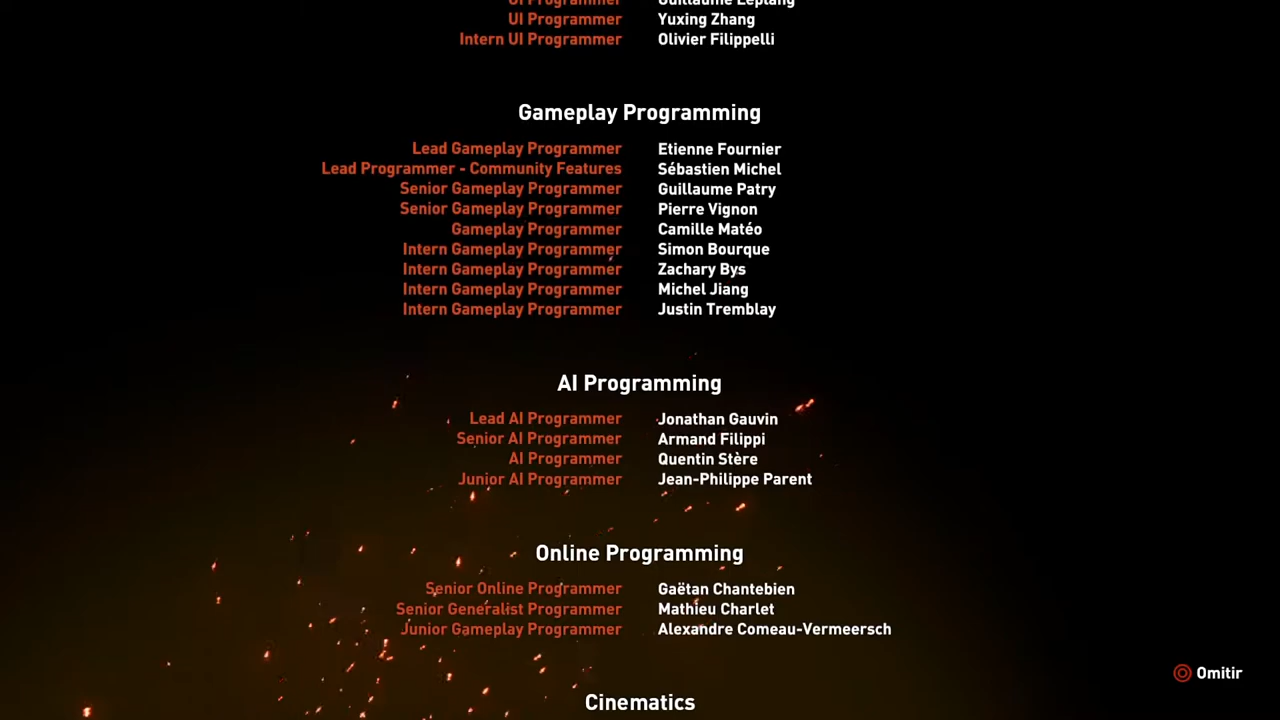 UI Programmer Guillaume Leplang
UI Programmer Yuxing Zhang
Intern UI Programmer Olivier Filippelli
Gameplay Programming
Lead Gameplay Programmer Etienne Fournier
Lead Programmer - Community Features Sébastien Michel
Senior Gameplay Programmer Guillaume Patry
Senior Gameplay Programmer Pierre Vignon
Gameplay Programmer Camille Matéo
Intern Gameplay Programmer Simon Bourque
Intern Gameplay Programmer Zachary Bys
Intern Gameplay Programmer Michel Jiang
Intern Gameplay Programmer Justin Tremblay
AI Programming
Lead AI Programmer Jonathan Gauvin
Senior AI Programmer Armand Filippi
AI Programmer Quentin Stère
Junior AI Programmer Jean-Philippe Parent
Online Programming
Senior Online Programmer Gaëtan Chantebien
Senior Generalist Programmer Mathieu Charlet
Junior Gameplay Programmer Alexandre Comeau-Vermeersch
Omitir
Cinematics